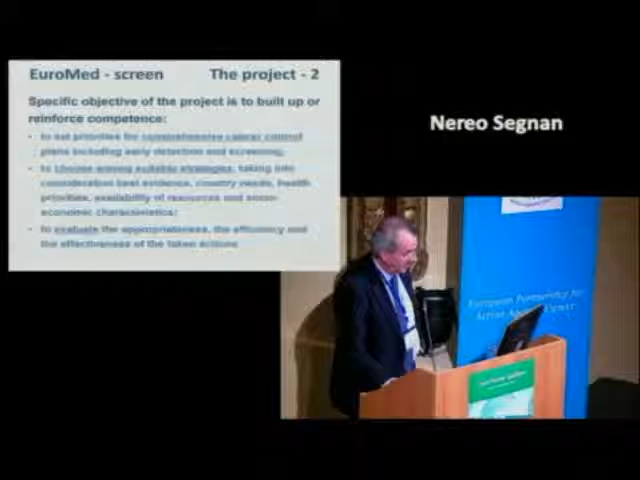 EuroMed - screen The project - 2
Specific objective of the project is to built up or
reinforce competence:
• to set priorities for comprehensive cancer control
plans including early detection and screening;
• to choose among suitable strategies, taking into
consideration best evidence, country needs, health
priorities, availability of resources and socio-
economic characteristics;
• to evaluate the appropriateness, the efficiency and
the effectiveness of the taken actions
Nereo Segnan
European Partnership for
Action Against Cancer